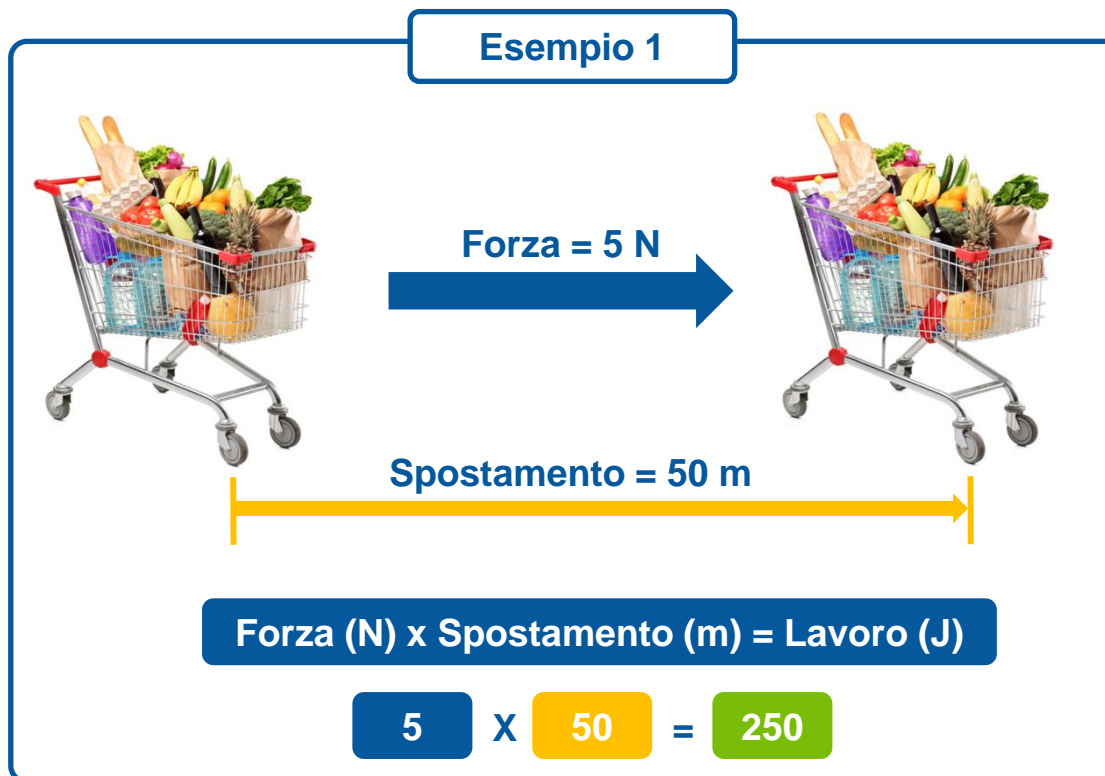 Esempio 1
Forza = 5 N
Spostamento = 50 m
Forza (N) x Spostamento (m) = Lavoro (J)
5 X 50 = 250